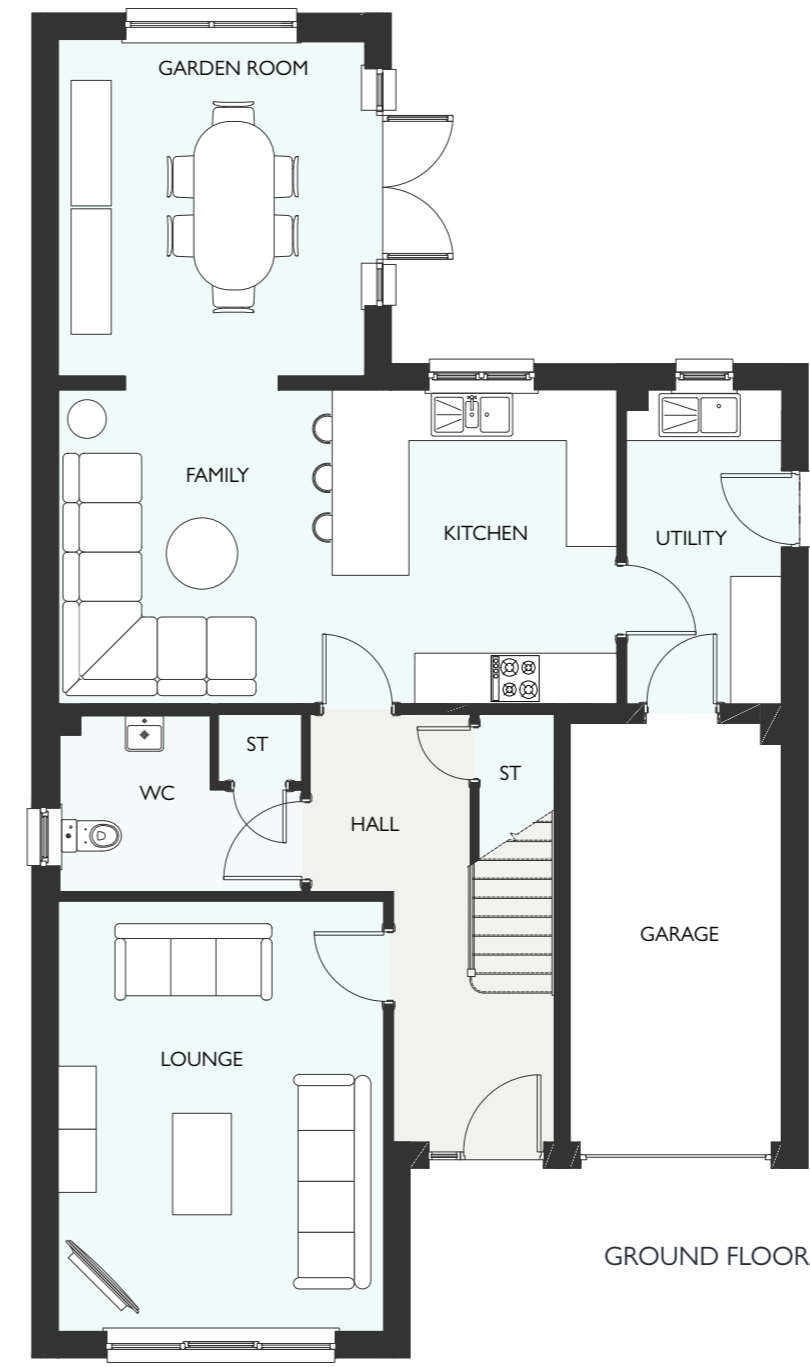 GARDEN ROOM
FAMILY
KITCHEN
UTILITY
ST
ST
WC
HALL
GARAGE
LOUNGE
GROUND FLOOR